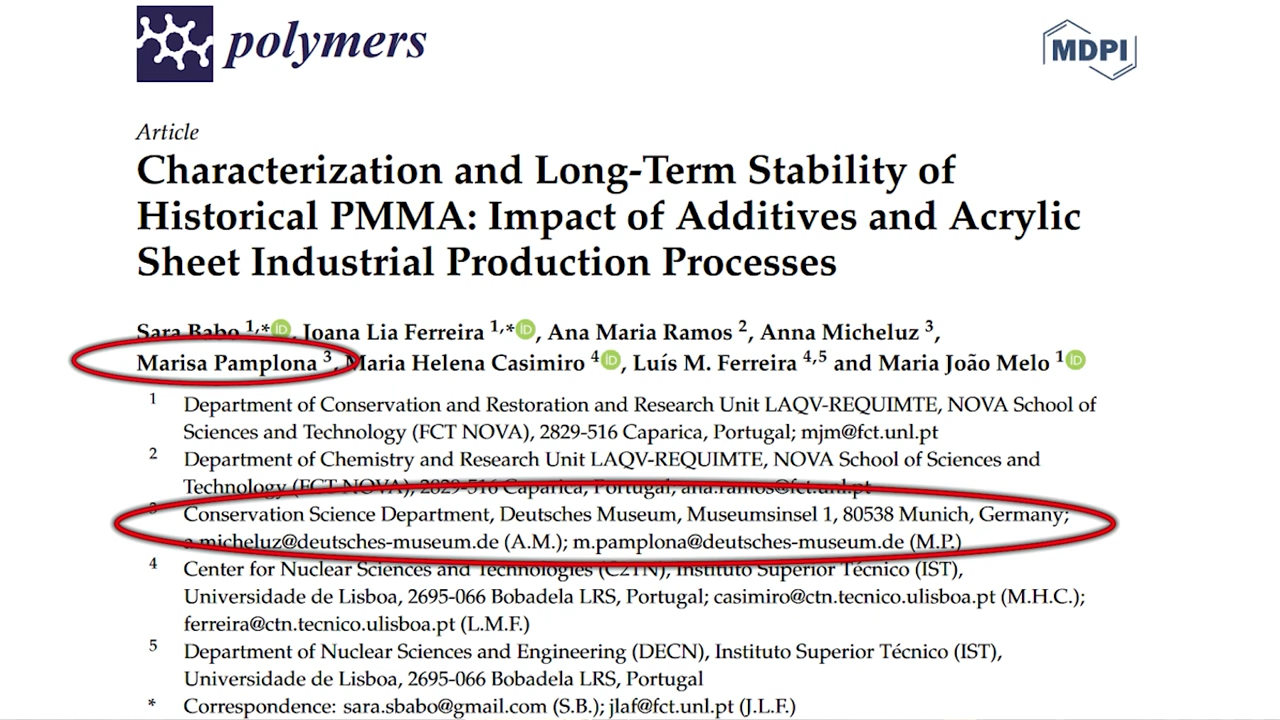 polymers
MDPI
Article
Characterization and Long-Term Stability of
Historical PMMA: Impact of Additives and Acrylic
Sheet Industrial Production Processes
Sara Babo 1,* iD, Joana Lia Ferreira 1,* iD, Ana Maria Ramos 2, Anna Micheluz 3,
Marisa Pamplona 3, Maria Helena Casimiro 4 iD, Luís M. Ferreira 4,5 and Maria João Melo 1 iD
1 Department of Conservation and Restoration and Research Unit LAQV-REQUIMTE, NOVA School of
Sciences and Technology (FCT NOVA), 2829-516 Caparica, Portugal; mjm@fct.unl.pt
2 Department of Chemistry and Research Unit LAQV-REQUIMTE, NOVA School of Sciences and
Technology (FCT NOVA), 2829-516 Caparica, Portugal; ana.ramos@fct.unl.pt
3 Conservation Science Department, Deutsches Museum, Museumsinsel 1, 80538 Munich, Germany;
a.micheluz@deutsches-museum.de (A.M.); m.pamplona@deutsches-museum.de (M.P.)
4 Center for Nuclear Sciences and Technologies (C2TN), Instituto Superior Técnico (IST),
Universidade de Lisboa, 2695-066 Bobadela LRS, Portugal; casimiro@ctn.tecnico.ulisboa.pt (M.H.C.);
ferreira@ctn.tecnico.ulisboa.pt (L.M.F.)
5 Department of Nuclear Sciences and Engineering (DECN), Instituto Superior Técnico (IST),
Universidade de Lisboa, 2695-066 Bobadela LRS, Portugal
* Correspondence: sara.sbabo@gmail.com (S.B.); jlaf@fct.unl.pt (J.L.F.)